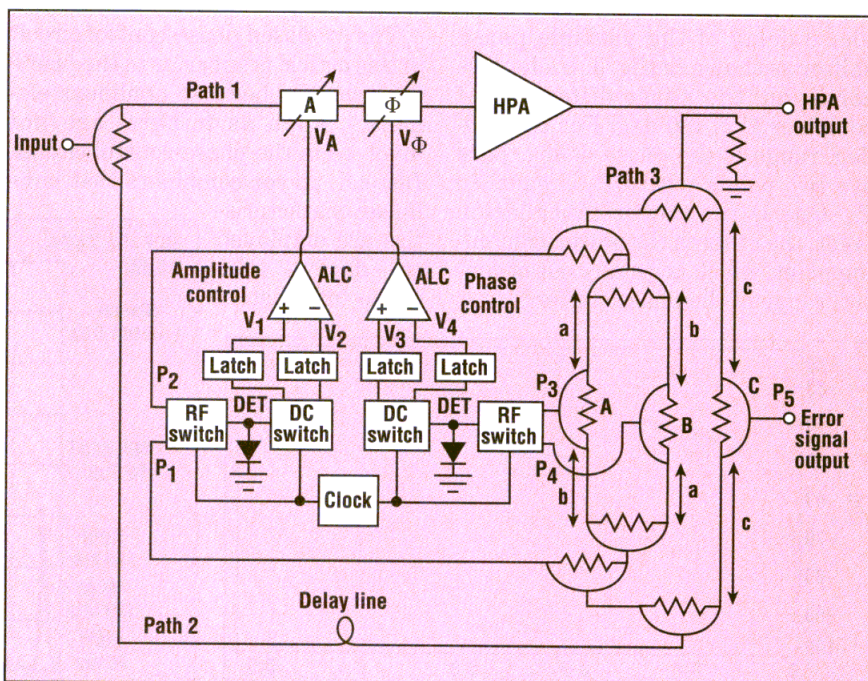 Path 1
A
Φ
HPA
HPA
output
Input
V_A
V_Φ
Path 3
Amplitude
control
ALC
ALC
Phase
control
+
−
+
−
V₁
V₂
V₃
V₄
a
b
c
Latch
Latch
Latch
Latch
P₂
DET
DET
P₃
A
B
C
P₅
RF
switch
DC
switch
DC
switch
RF
switch
Error
signal
output
P₁
P₄
Clock
b
a
c
Delay line
Path 2